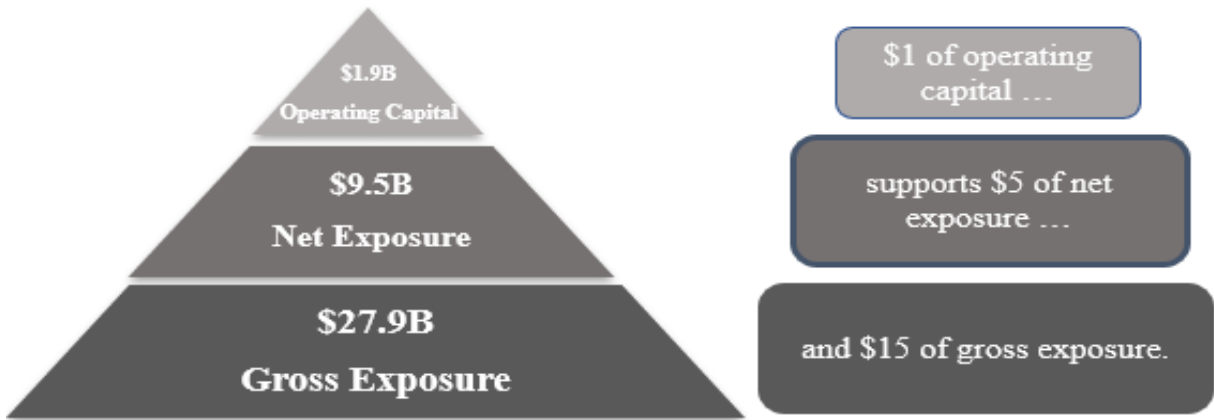 $1.9B
Operating Capital
$9.5B
Net Exposure
$27.9B
Gross Exposure
$1 of operating
capital …
supports $5 of net
exposure …
and $15 of gross exposure.